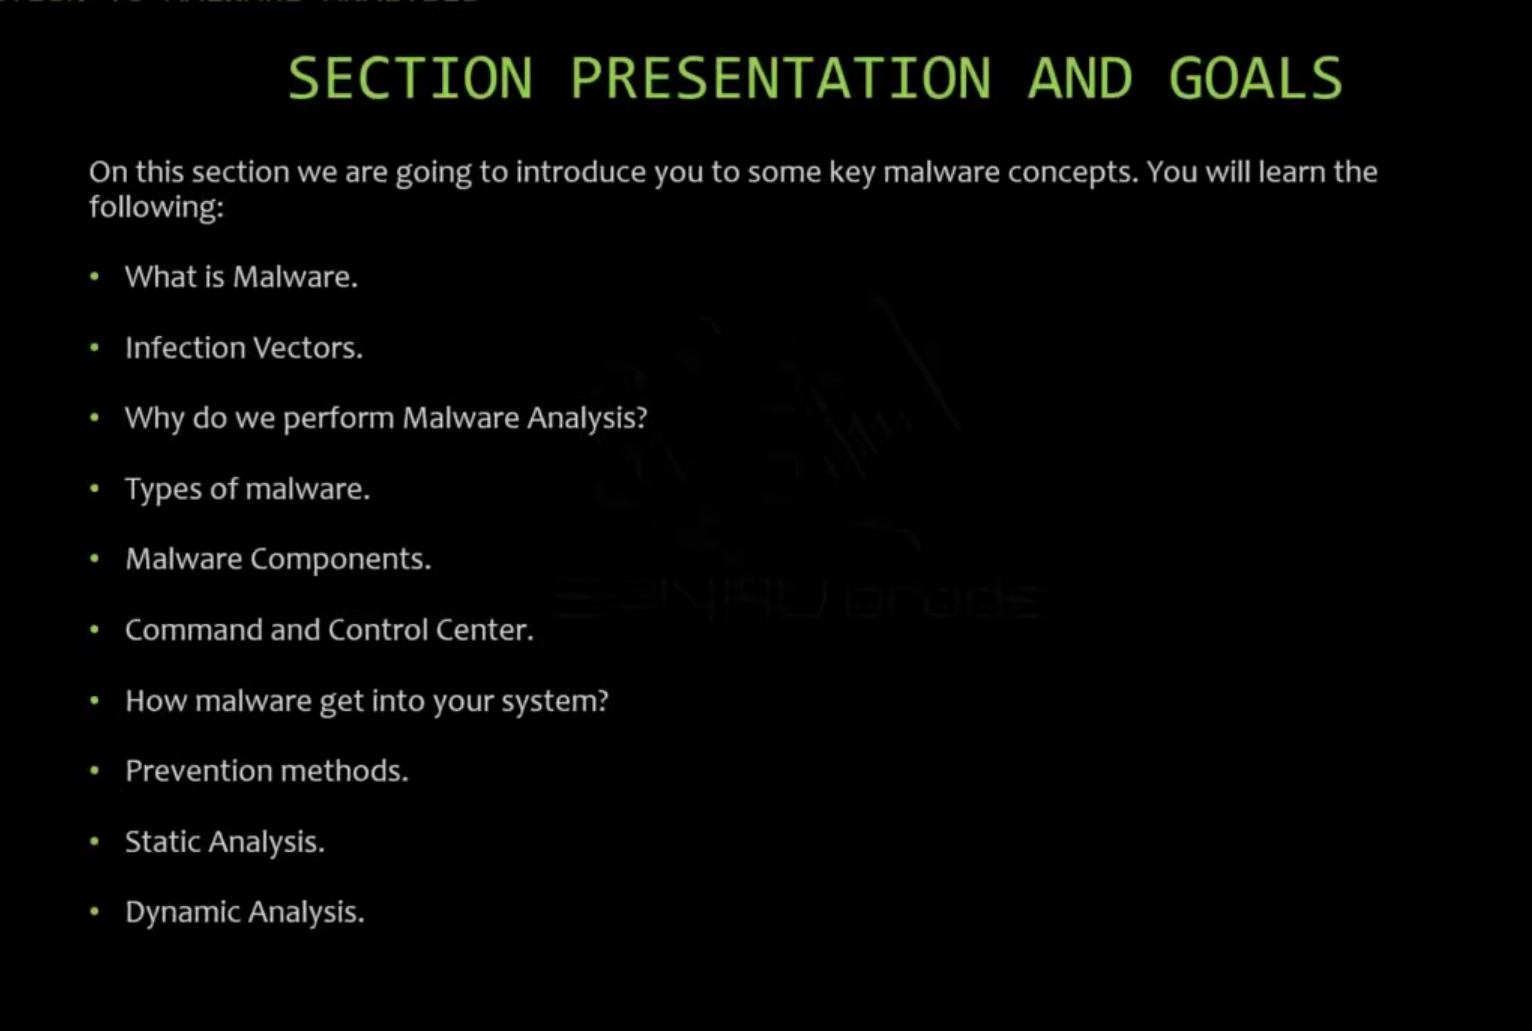 SECTION PRESENTATION AND GOALS
On this section we are going to introduce you to some key malware concepts. You will learn the
following:
• What is Malware.
• Infection Vectors.
• Why do we perform Malware Analysis?
• Types of malware.
• Malware Components.
• Command and Control Center.
• How malware get into your system?
• Prevention methods.
• Static Analysis.
• Dynamic Analysis.